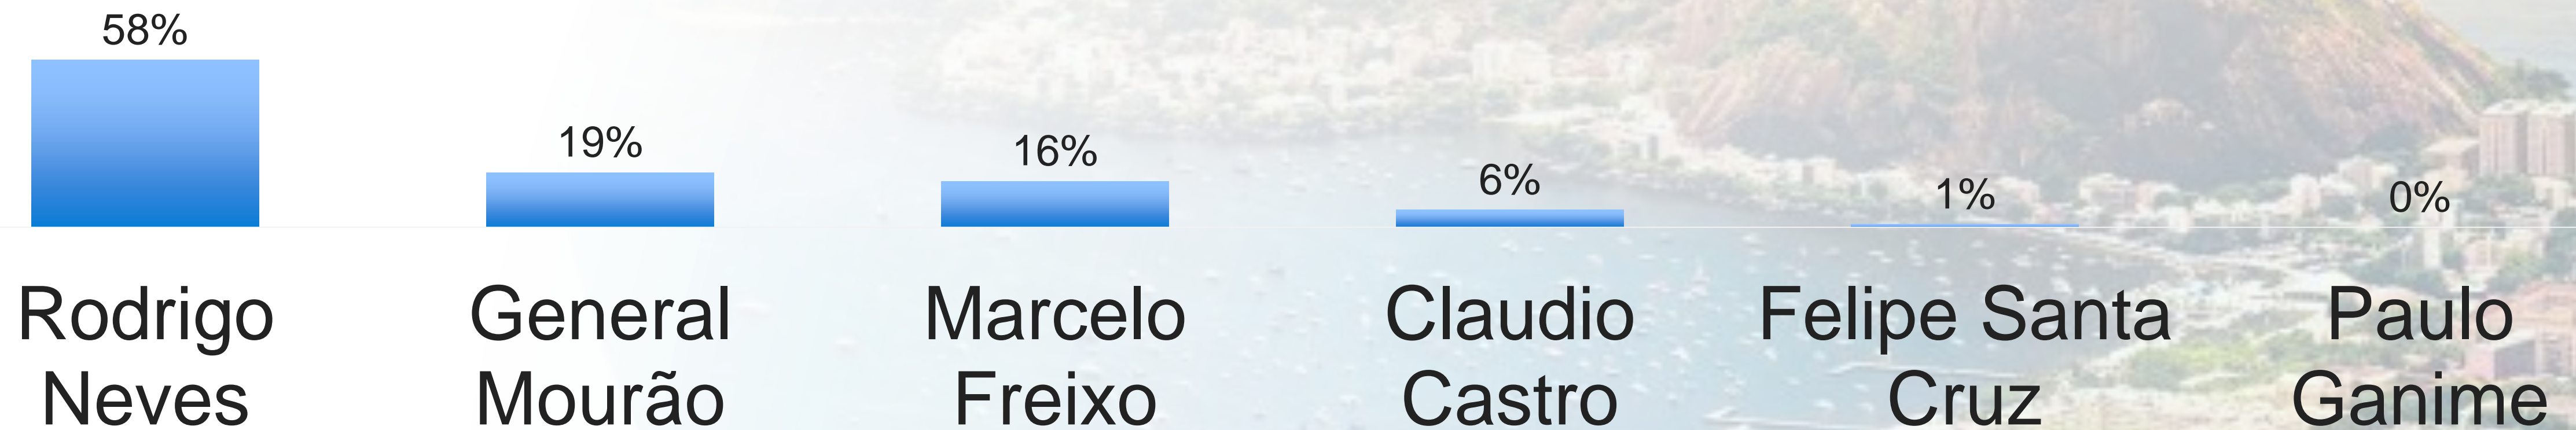 58%
19%
16%
6%
1%
0%
Rodrigo
Neves
General
Mourão
Marcelo
Freixo
Claudio
Castro
Felipe Santa
Cruz
Paulo
Ganime